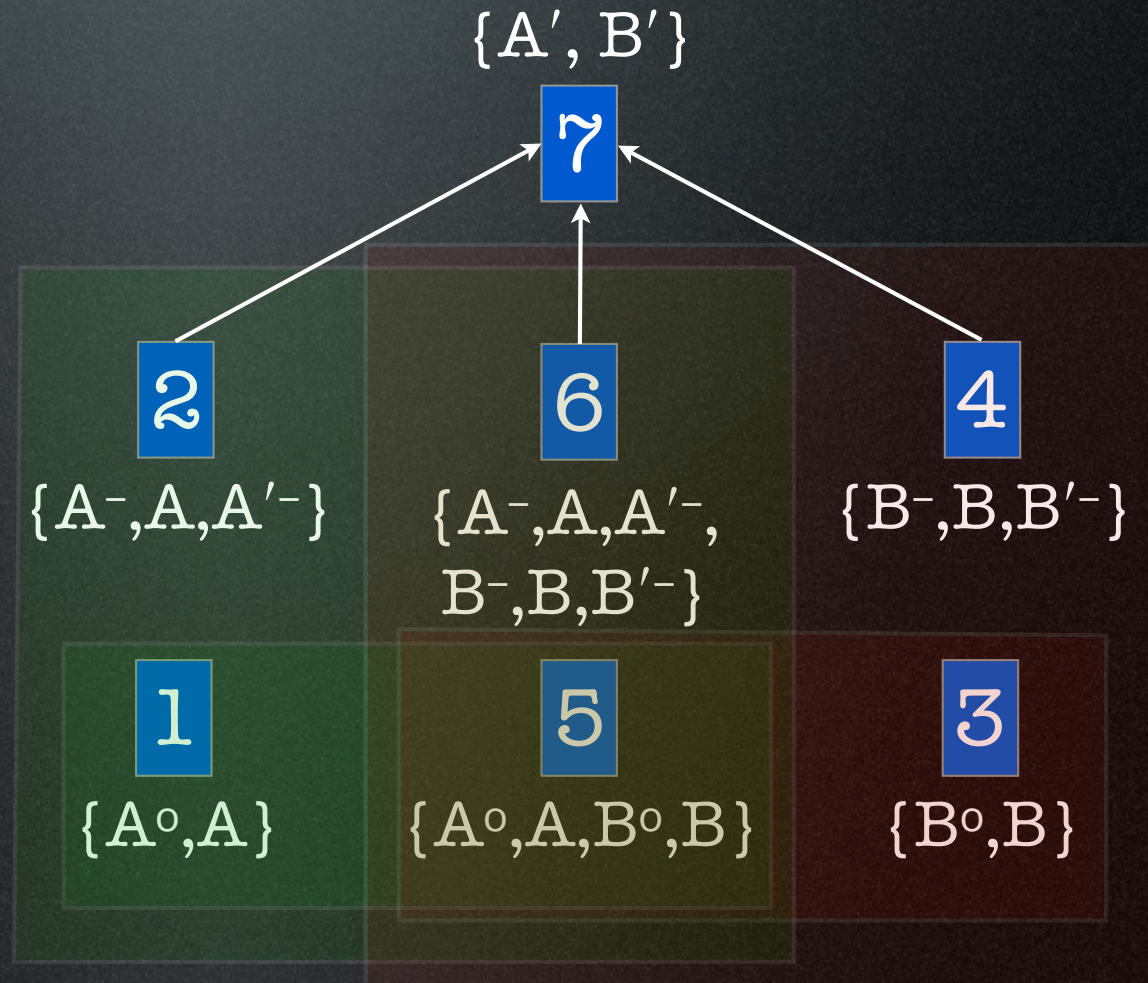 {A′, B′}
7
2 6 4
{A⁻,A,A′⁻} {A⁻,A,A′⁻, {B⁻,B,B′⁻}
B⁻,B,B′⁻}
1 5 3
{Aº,A} {Aº,A,Bº,B} {Bº,B}